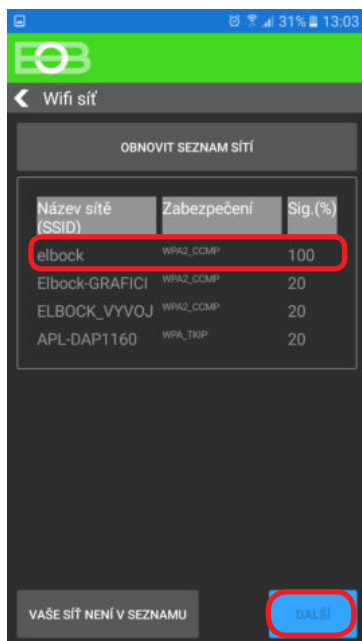 31% 13:03
EOB
Wifi síť
OBNOVIT SEZNAM SÍTÍ
Název sítě (SSID) Zabezpečení Sig.(%)
elbock WPA2_CCMP 100
Elbock-GRAFICI WPA2_CCMP 20
ELBOCK_VYVOJ WPA2_CCMP 20
APL-DAP1160 WPA_TKIP 20
VAŠE SÍŤ NENÍ V SEZNAMU DALŠÍ